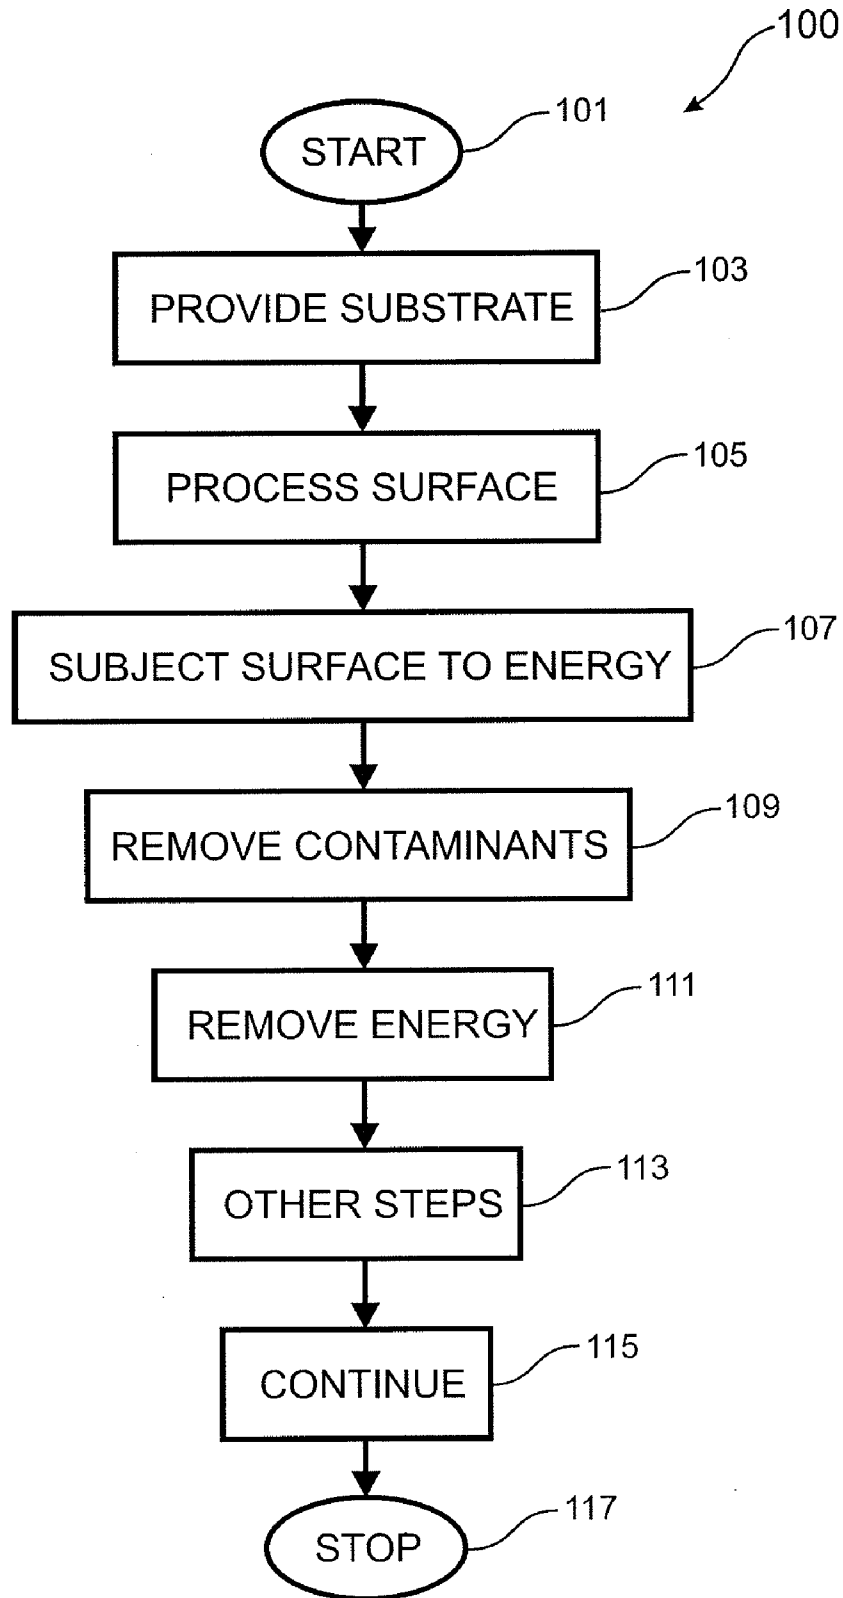 100
101
START
103
PROVIDE SUBSTRATE
105
PROCESS SURFACE
107
SUBJECT SURFACE TO ENERGY
109
REMOVE CONTAMINANTS
111
REMOVE ENERGY
113
OTHER STEPS
115
CONTINUE
117
STOP